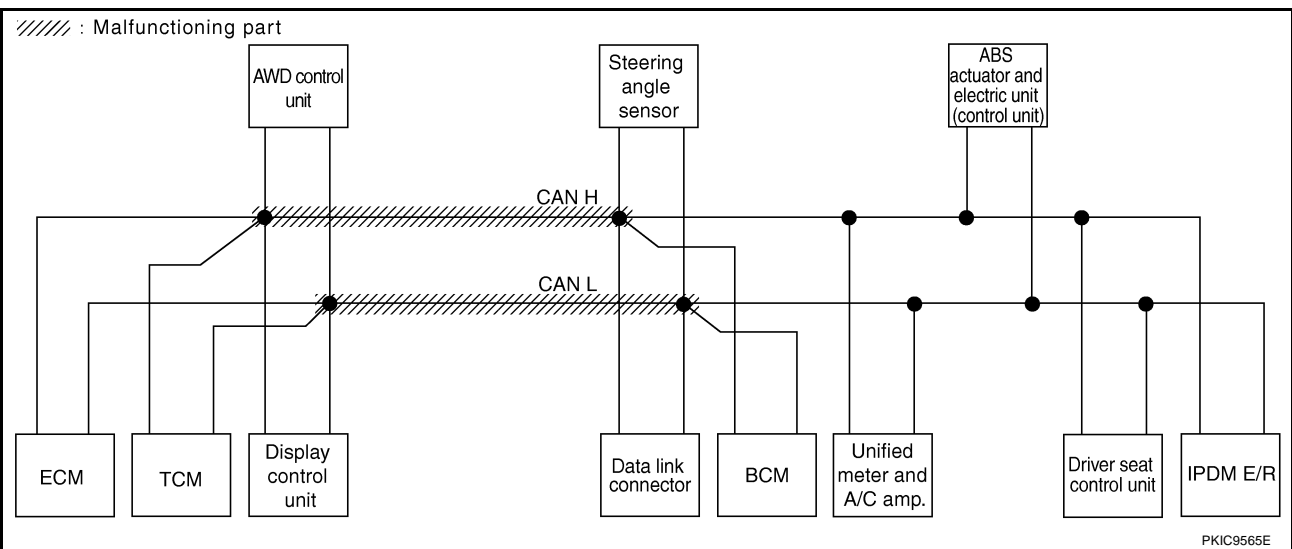 : Malfunctioning part
AWD control
unit
Steering
angle
sensor
ABS
actuator and
electric unit
(control unit)
CAN H
CAN L
ECM
TCM
Display
control
unit
Data link
connector
BCM
Unified
meter and
A/C amp.
Driver seat
control unit
IPDM E/R
PKIC9565E